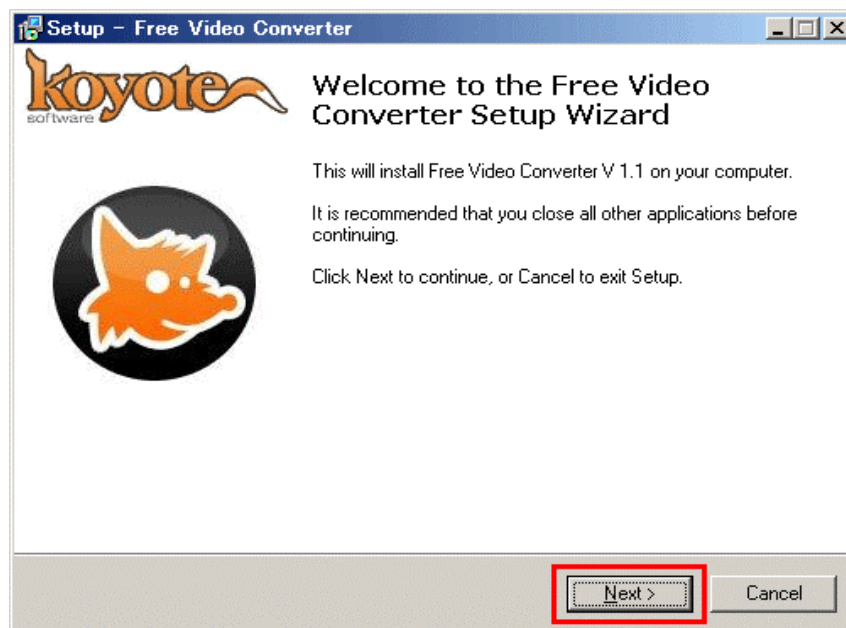 Setup - Free Video Converter
koyote
software
Welcome to the Free Video
Converter Setup Wizard
This will install Free Video Converter V 1.1 on your computer.
It is recommended that you close all other applications before
continuing.
Click Next to continue, or Cancel to exit Setup.
Next >
Cancel